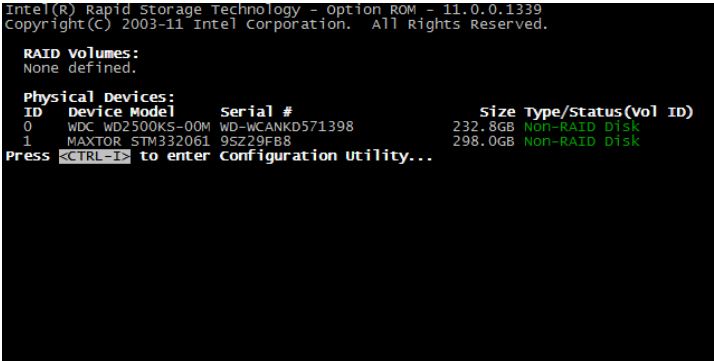 Intel(R) Rapid Storage Technology - Option ROM - 11.0.0.1339
Copyright(C) 2003-11 Intel Corporation.  All Rights Reserved.
RAID Volumes:
None defined.
Physical Devices:
ID   Device Model     Serial #                        Size Type/Status(Vol ID)
0    WDC WD2500KS-00M WD-WCANKD571398              232.8GB Non-RAID Disk
1    MAXTOR STM332061 9SZ29FB8                     298.0GB Non-RAID Disk
Press <CTRL-I> to enter Configuration Utility...